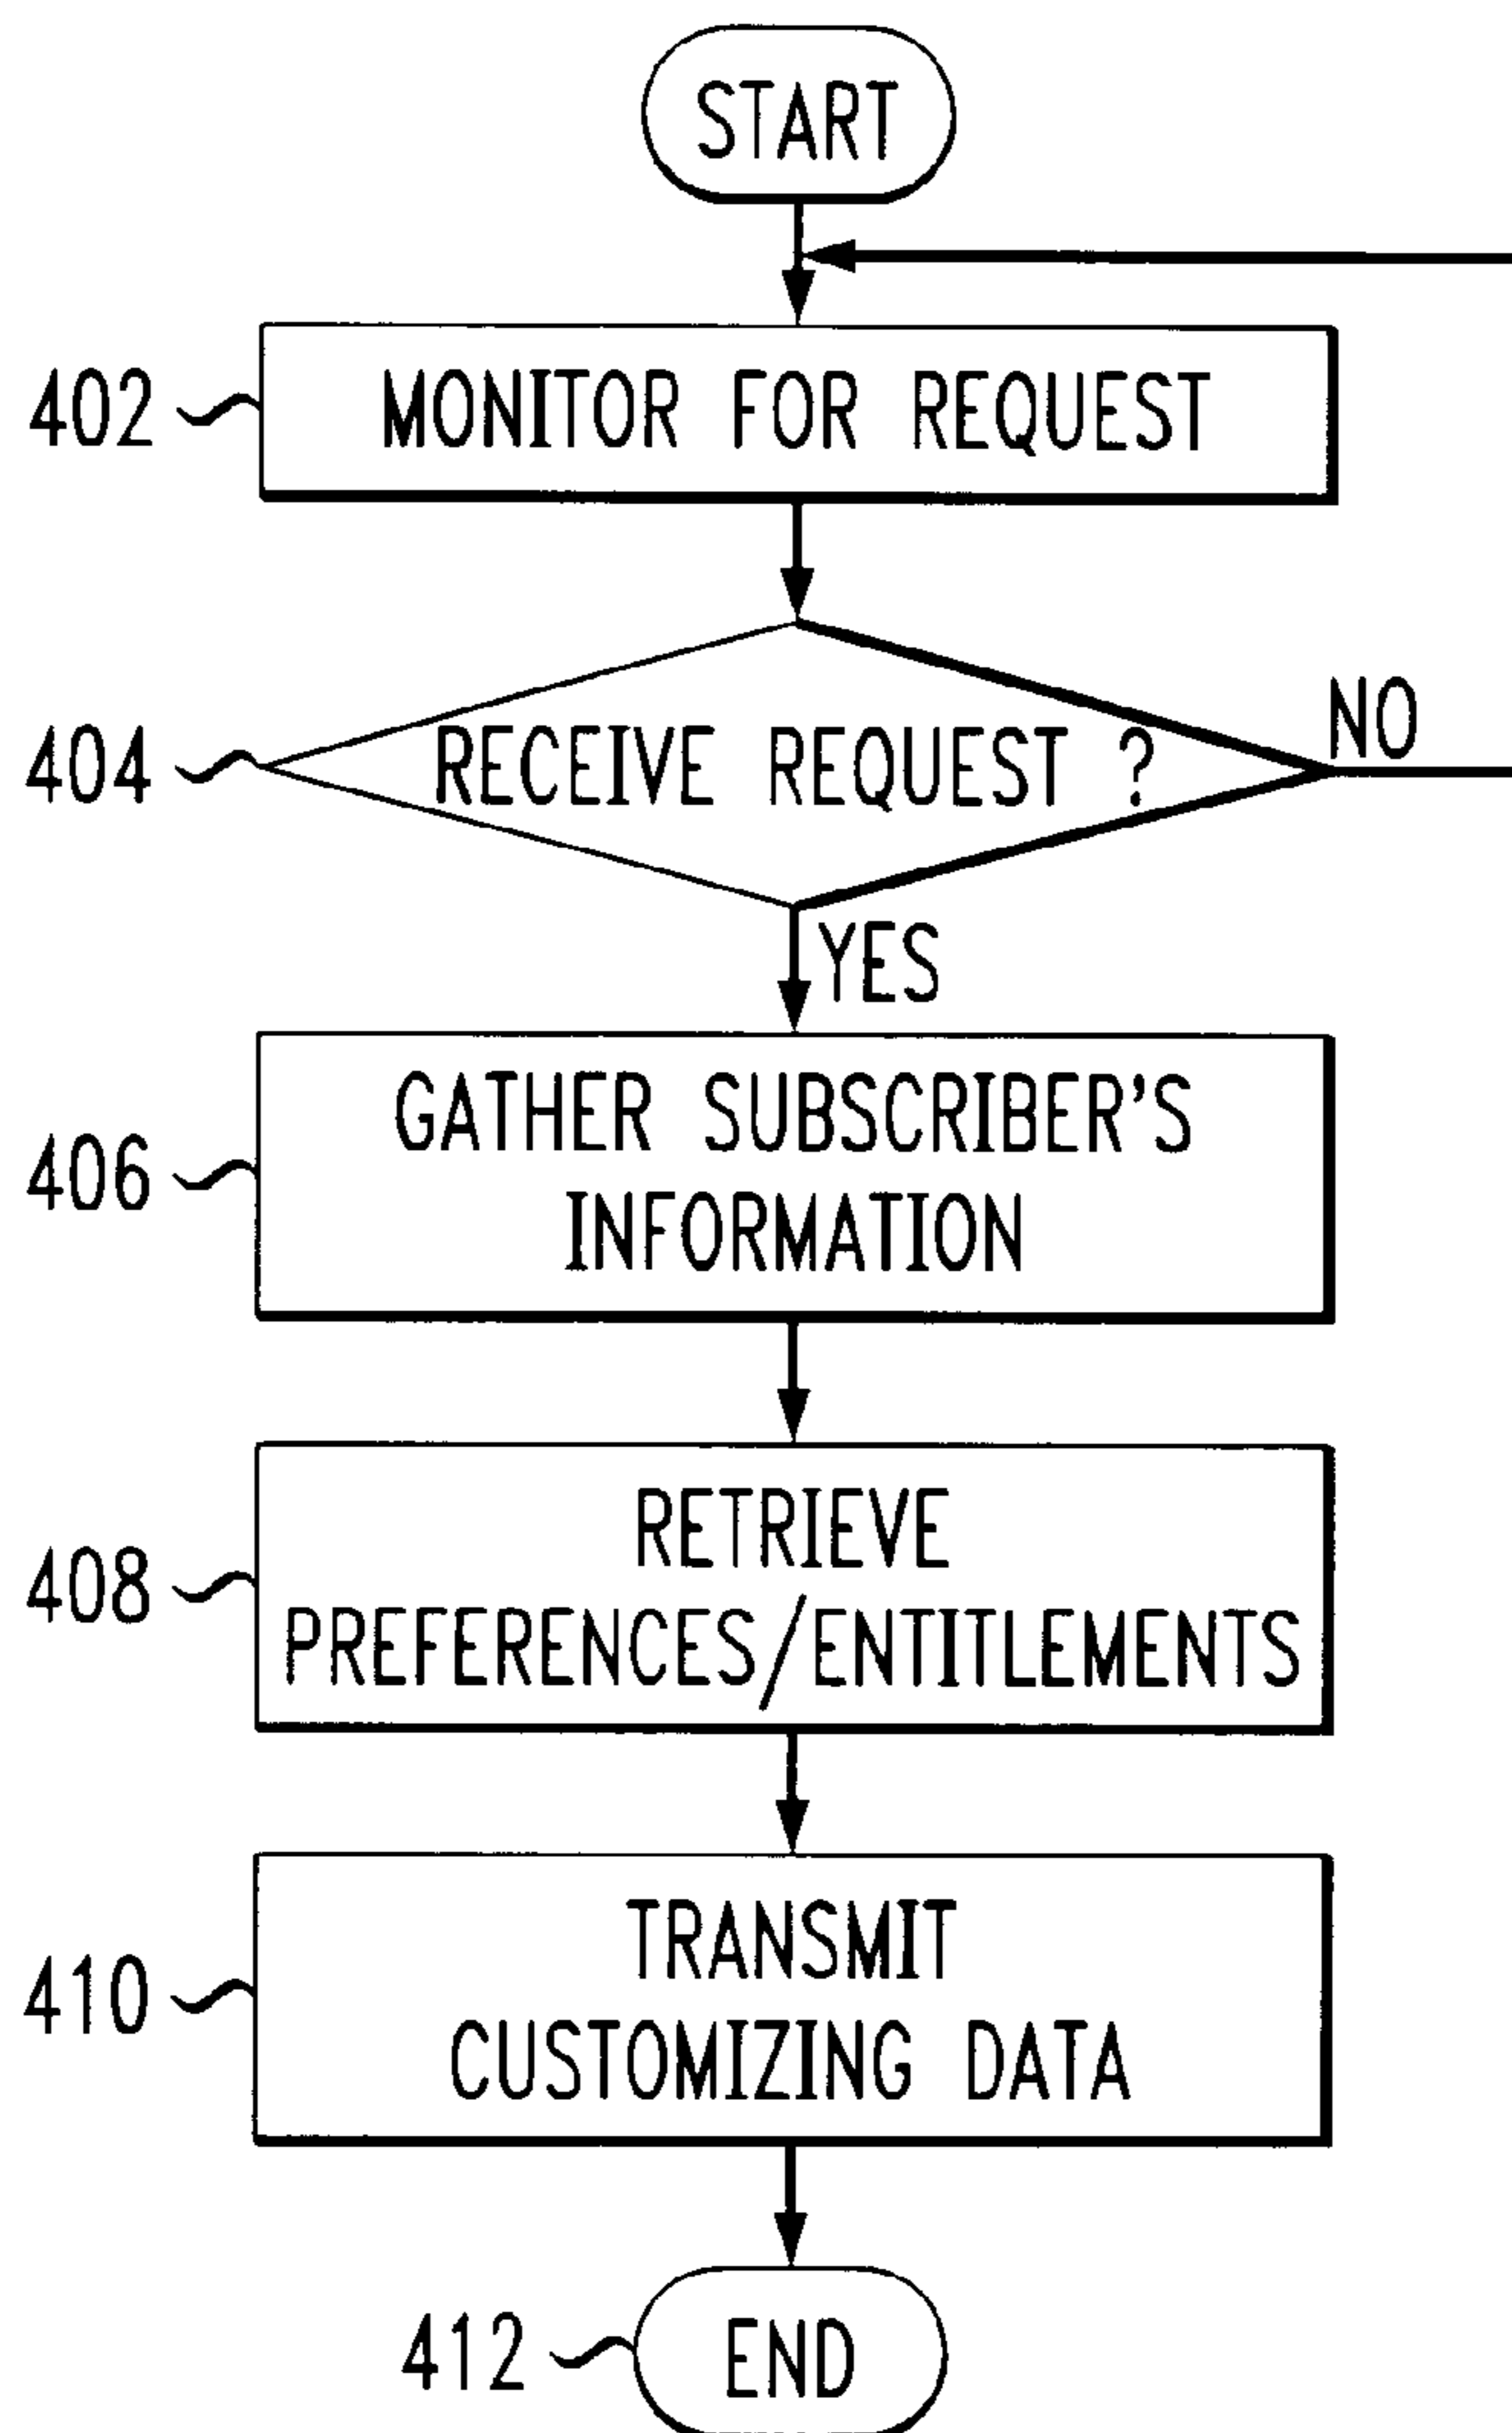 START
402
MONITOR FOR REQUEST
404
RECEIVE REQUEST ?
NO
YES
406
GATHER SUBSCRIBER'S
INFORMATION
408
RETRIEVE
PREFERENCES/ENTITLEMENTS
410
TRANSMIT
CUSTOMIZING DATA
412
END